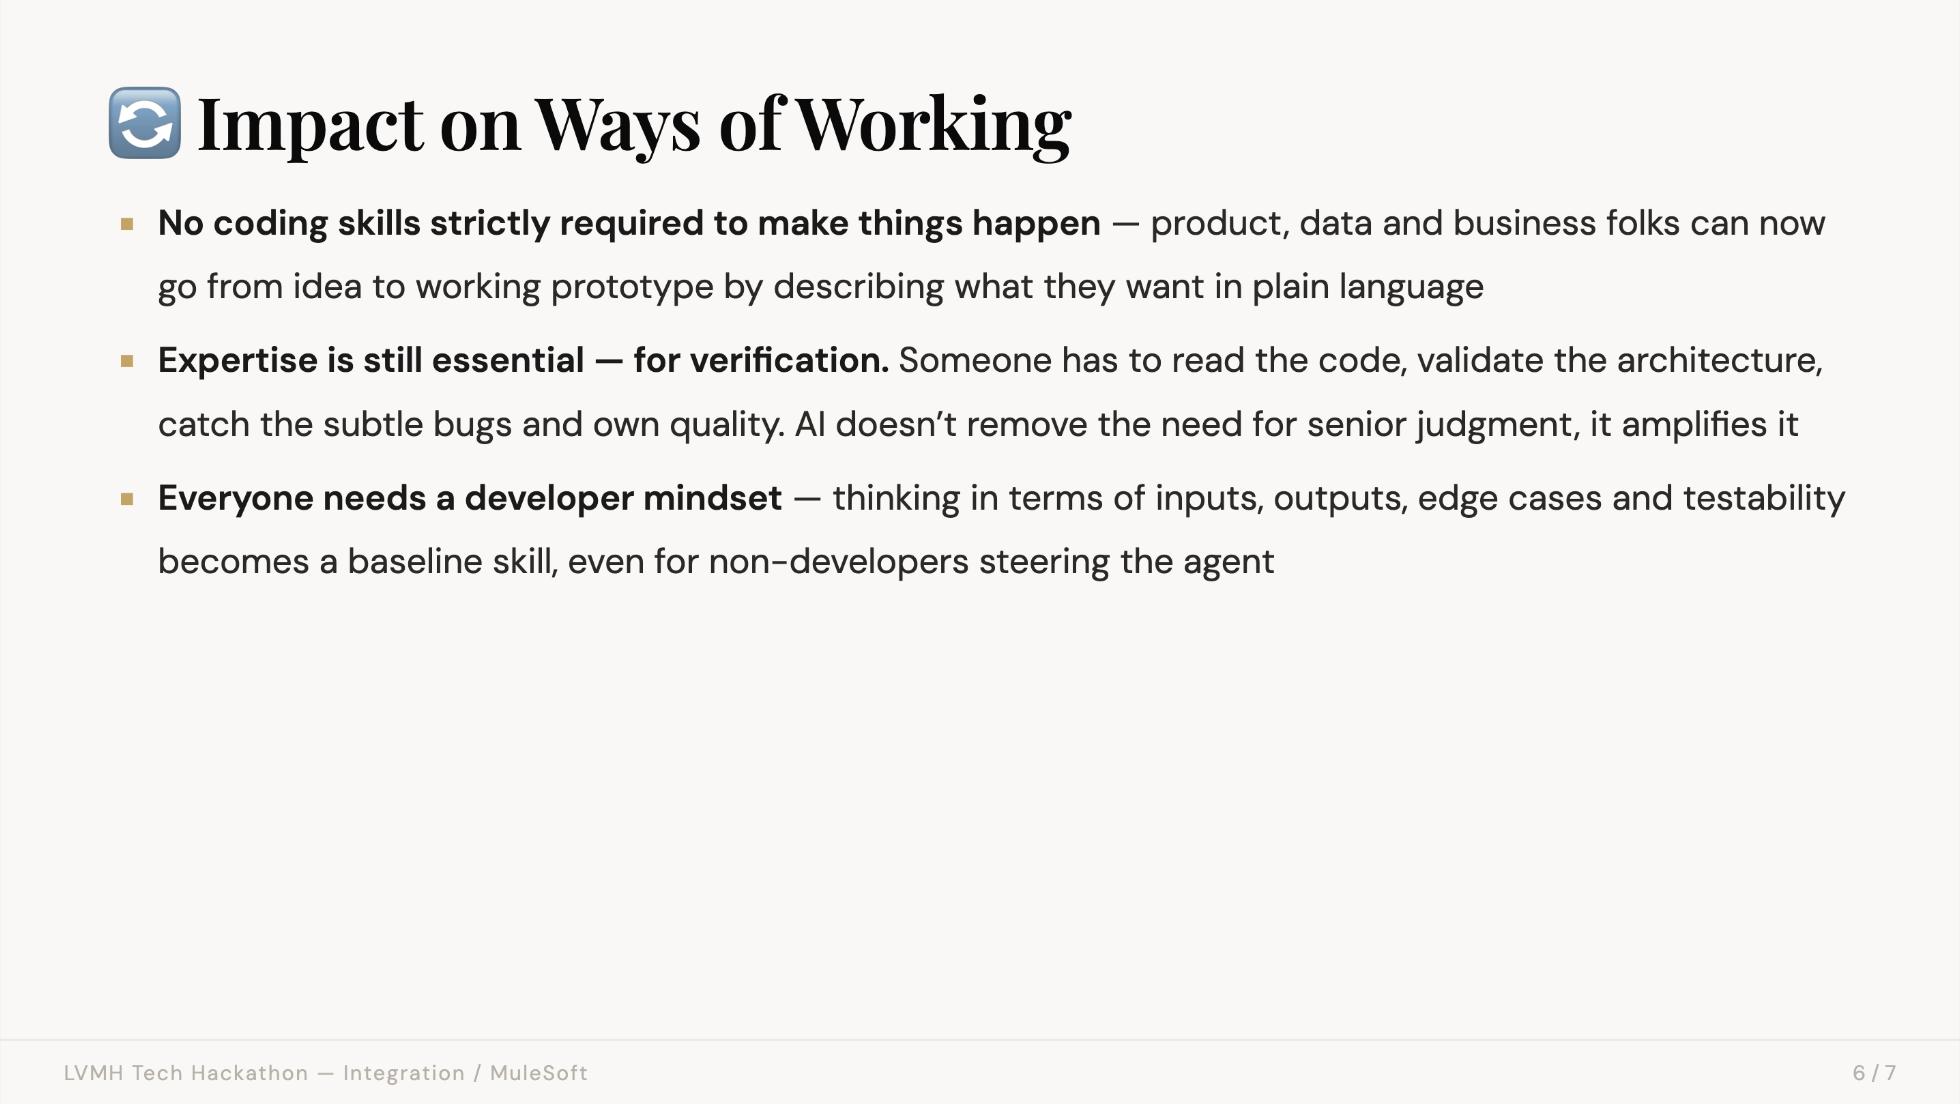 Impact on Ways of Working
No coding skills strictly required to make things happen — product, data and business folks can now
go from idea to working prototype by describing what they want in plain language
Expertise is still essential — for verification. Someone has to read the code, validate the architecture,
catch the subtle bugs and own quality. AI doesn’t remove the need for senior judgment, it amplifies it
Everyone needs a developer mindset — thinking in terms of inputs, outputs, edge cases and testability
becomes a baseline skill, even for non-developers steering the agent
LVMH Tech Hackathon — Integration / MuleSoft
6 / 7